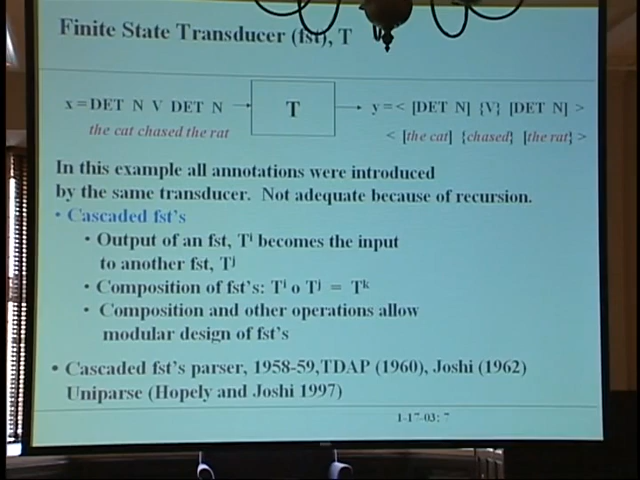 Finite State Transducer (fst), T
x = DET N V DET N
T
y = < [DET N] {V} [DET N] >
the cat chased the rat
< [the cat] {chased} [the rat} >
In this example all annotations were introduced
by the same transducer. Not adequate because of recursion.
• Cascaded fst's
• Output of an fst, Tⁱ becomes the input
to another fst, Tʲ
• Composition of fst's: Tⁱ o Tʲ = Tᵏ
• Composition and other operations allow
modular design of fst's
• Cascaded fst's parser, 1958-59,TDAP (1960), Joshi (1962)
Uniparse (Hopely and Joshi 1997)
1-17-03: 7